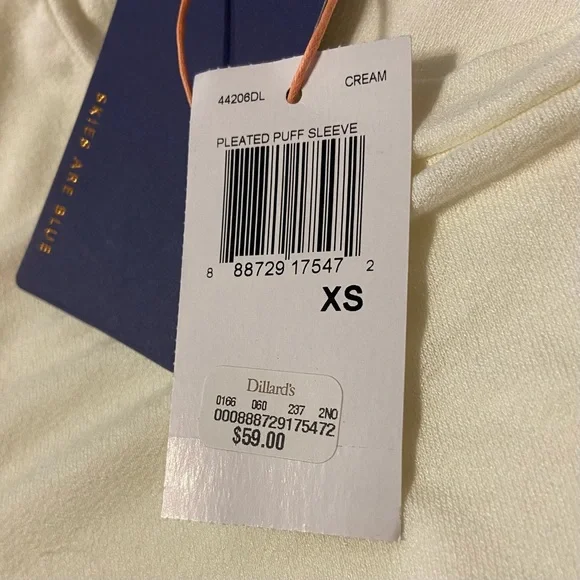 SKIES ARE BLUE
44206DL CREAM
PLEATED PUFF SLEEVE
8 88729 17547 2
XS
Dillard's
0166 060 237 2NO
000888729175472
$59.00